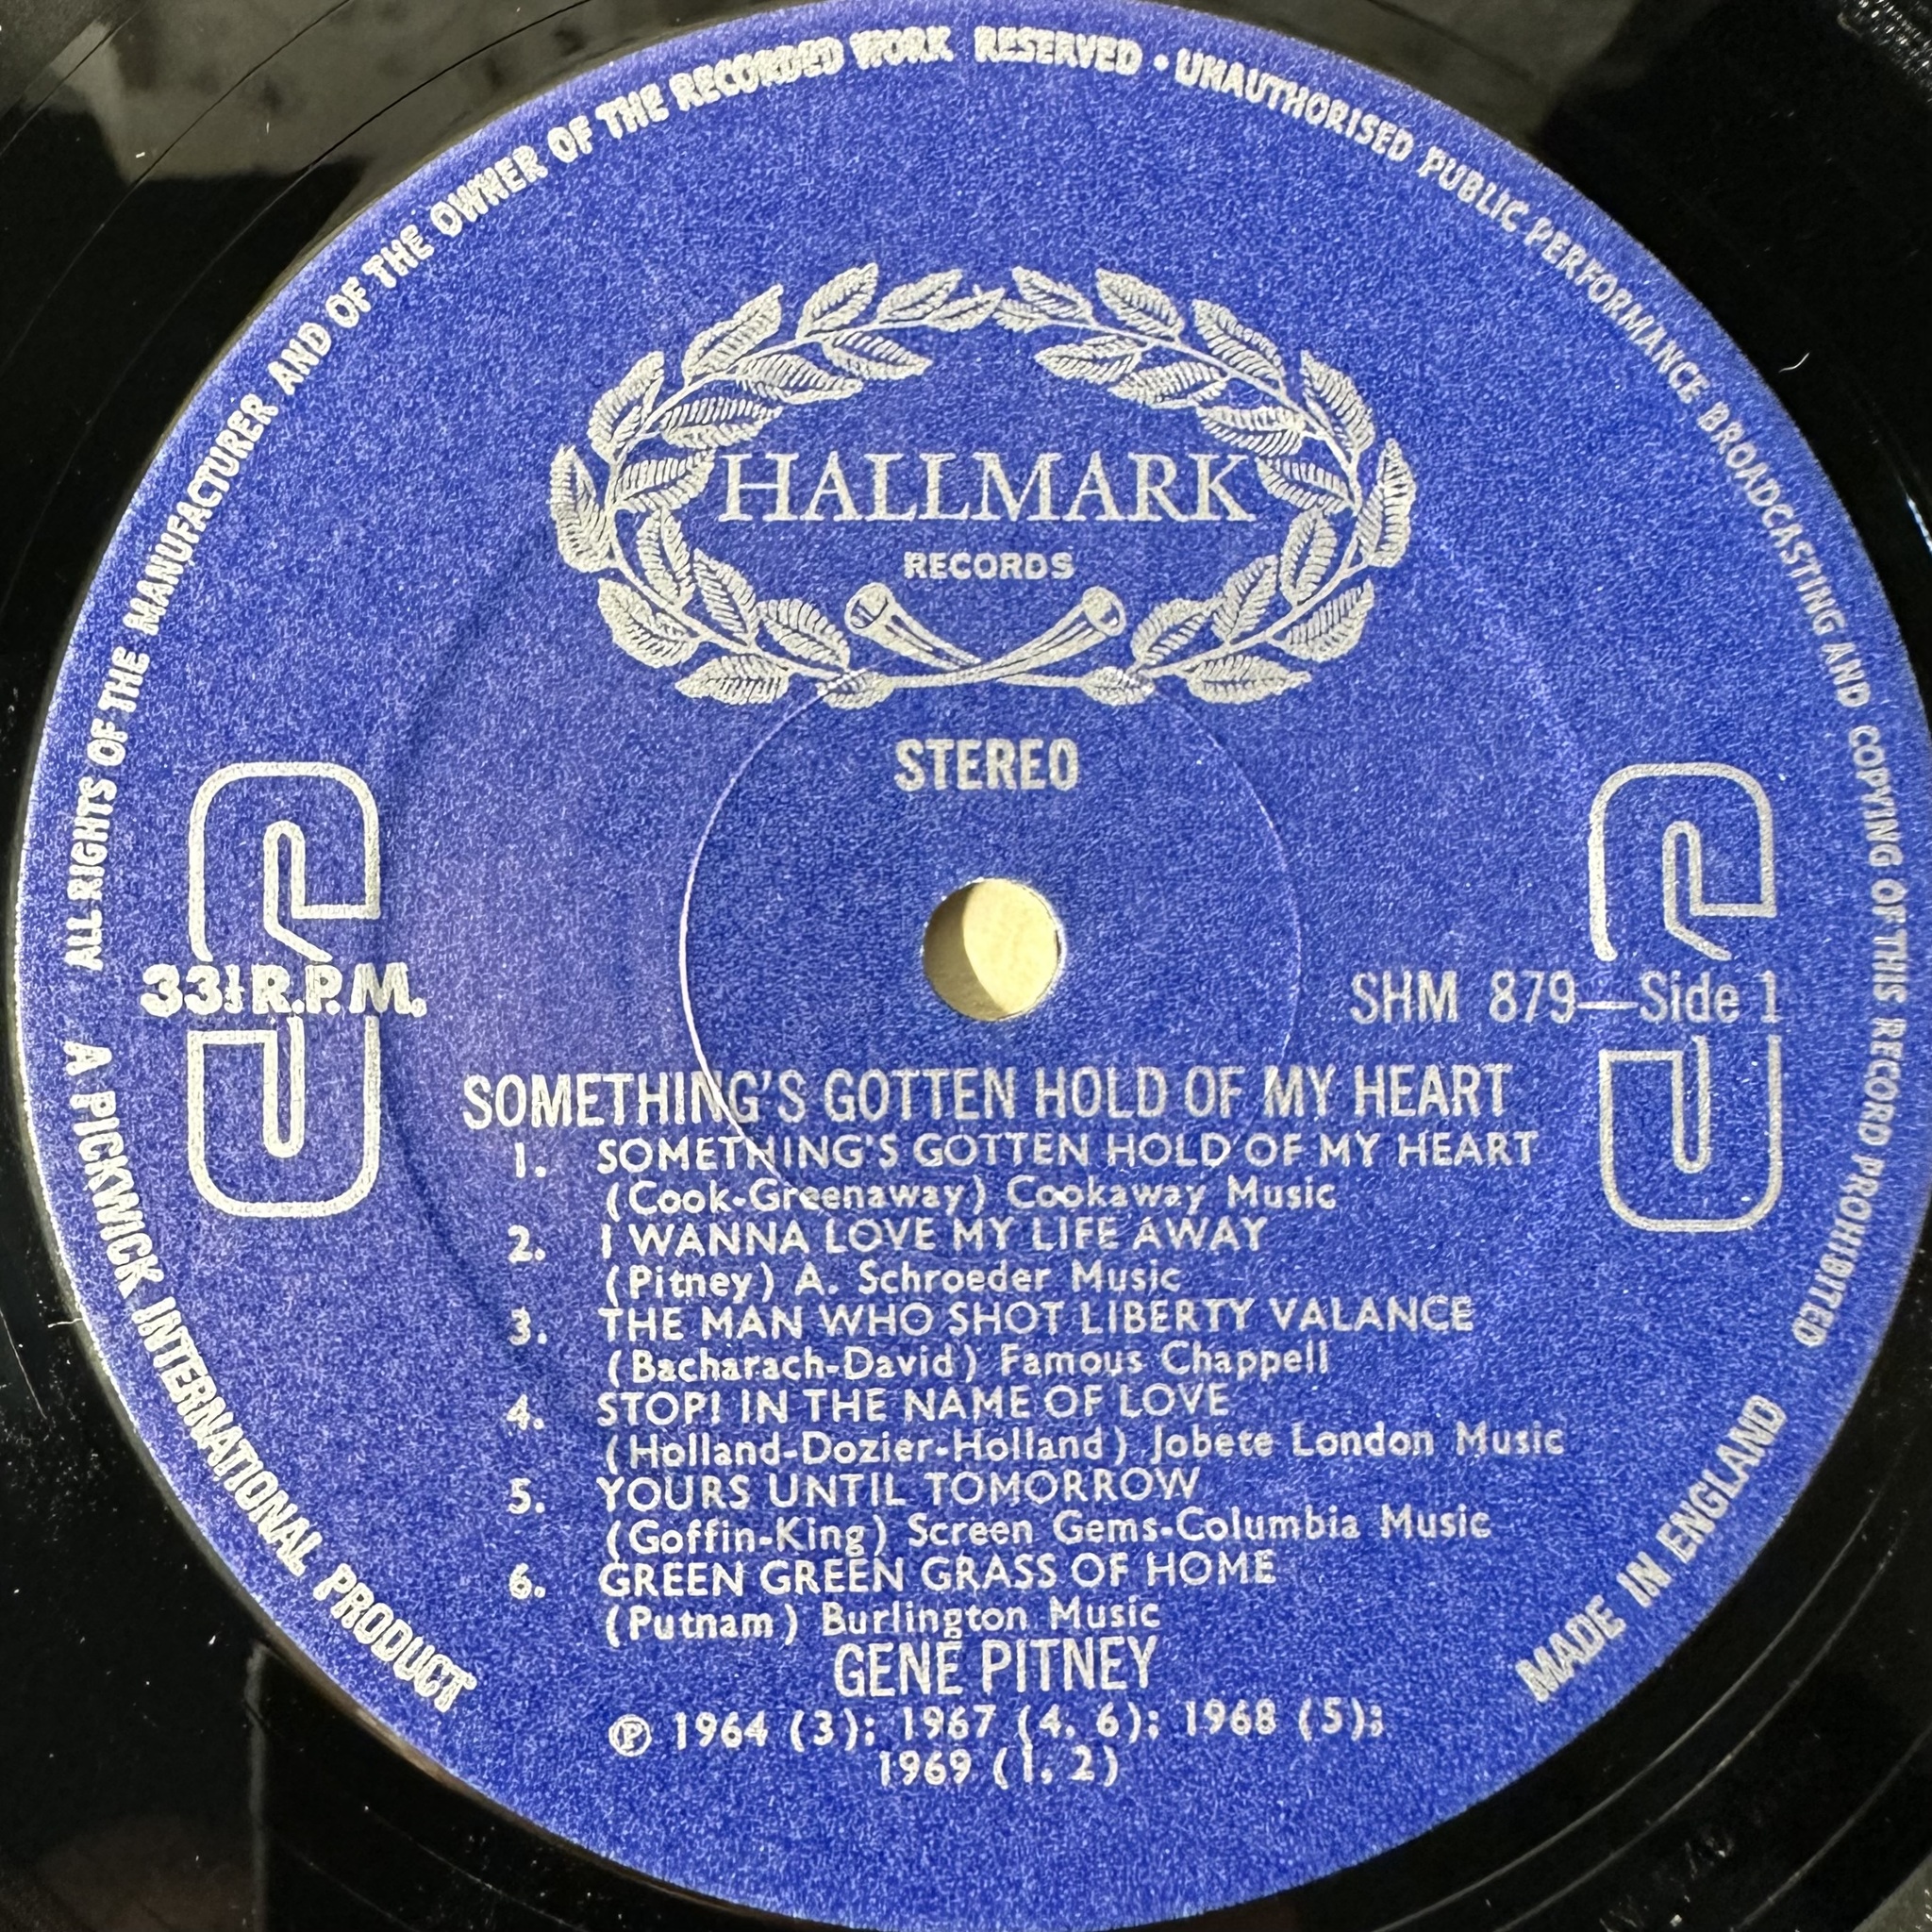 ALL RIGHTS OF THE MANUFACTURER AND OF THE OWNER OF THE RECORDED WORK RESERVED • UNAUTHORISED PUBLIC PERFORMANCE BROADCASTING AND COPYING OF THIS RECORD PROHIBITED
HALLMARK
RECORDS
STEREO
S
33⅓ R.P.M.
S
SHM 879—Side 1
SOMETHING'S GOTTEN HOLD OF MY HEART
1. SOMETHING'S GOTTEN HOLD OF MY HEART
(Cook-Greenaway) Cookaway Music
2. I WANNA LOVE MY LIFE AWAY
(Pitney) A. Schroeder Music
3. THE MAN WHO SHOT LIBERTY VALANCE
(Bacharach-David) Famous Chappell
4. STOP! IN THE NAME OF LOVE
(Holland-Dozier-Holland) Jobete London Music
5. YOURS UNTIL TOMORROW
(Goffin-King) Screen Gems-Columbia Music
6. GREEN GREEN GRASS OF HOME
(Putnam) Burlington Music
GENE PITNEY
℗ 1964 (3); 1967 (4, 6); 1968 (5);
1969 (1, 2)
A PICKWICK INTERNATIONAL PRODUCT
MADE IN ENGLAND